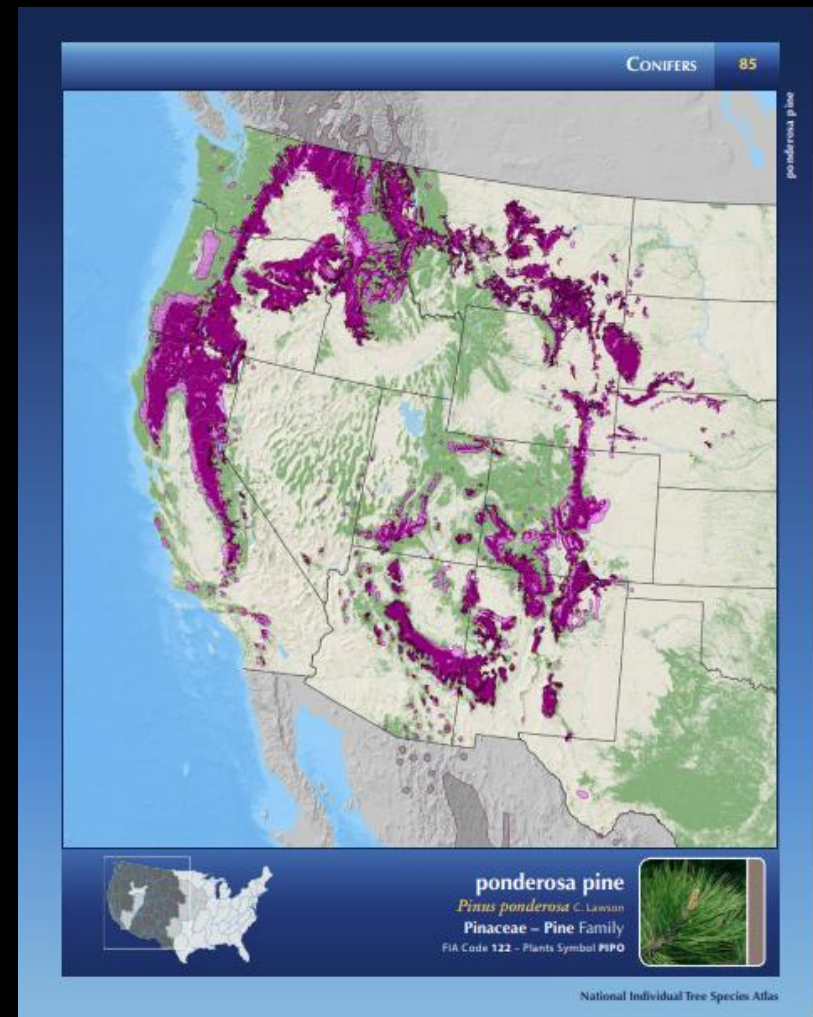 CONIFERS 85
ponderosa pine
ponderosa pine
Pinus ponderosa C. Lawson
Pinaceae – Pine Family
FIA Code 122 – Plants Symbol PIPO
National Individual Tree Species Atlas